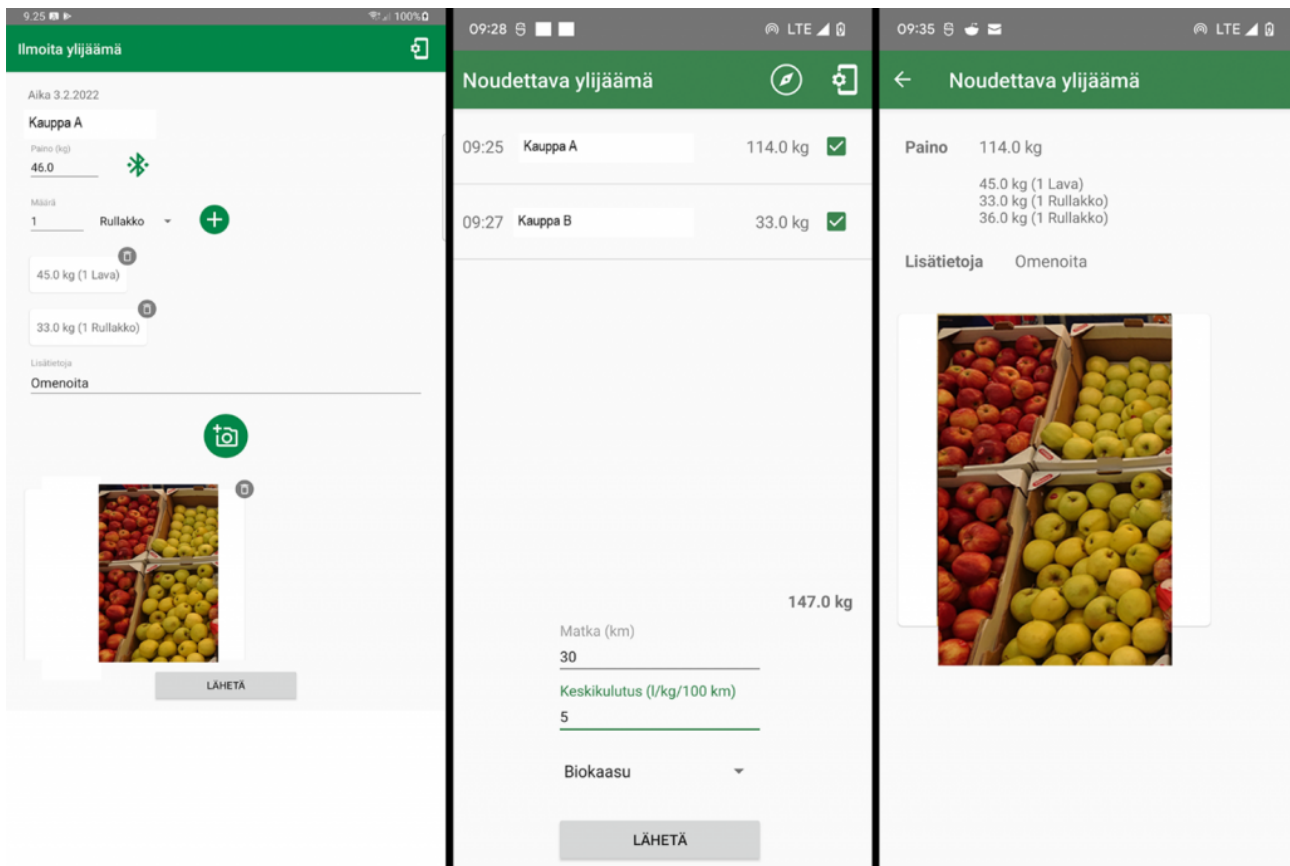 9.25 100%
Ilmoita ylijäämä
Aika 3.2.2022
Kauppa A
Paino (kg)
46.0
Määrä
1 Rullakko
45.0 kg (1 Lava)
33.0 kg (1 Rullakko)
Lisätietoja
Omenoita
LÄHETÄ
09:28 LTE
Noudettava ylijäämä
09:25 Kauppa A 114.0 kg
09:27 Kauppa B 33.0 kg
147.0 kg
Matka (km)
30
Keskikulutus (l/kg/100 km)
5
Biokaasu
LÄHETÄ
09:35 LTE
Noudettava ylijäämä
Paino 114.0 kg
45.0 kg (1 Lava)
33.0 kg (1 Rullakko)
36.0 kg (1 Rullakko)
Lisätietoja Omenoita